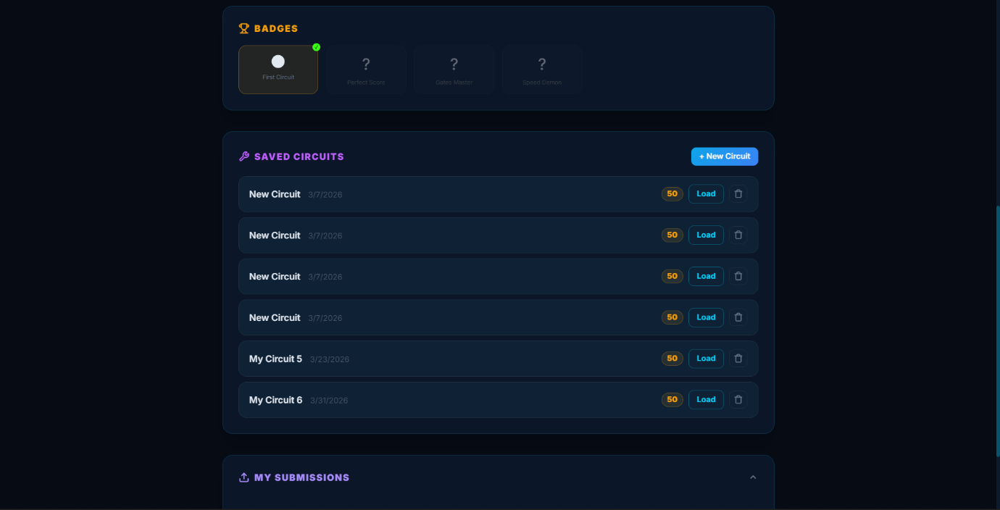 BADGES
First Circuit
?
Perfect Score
?
Gates Master
?
Speed Demon
SAVED CIRCUITS
+ New Circuit
New Circuit 3/7/2026 50 Load
New Circuit 3/7/2026 50 Load
New Circuit 3/7/2026 50 Load
New Circuit 3/7/2026 50 Load
My Circuit 5 3/23/2026 50 Load
My Circuit 6 3/31/2026 50 Load
MY SUBMISSIONS